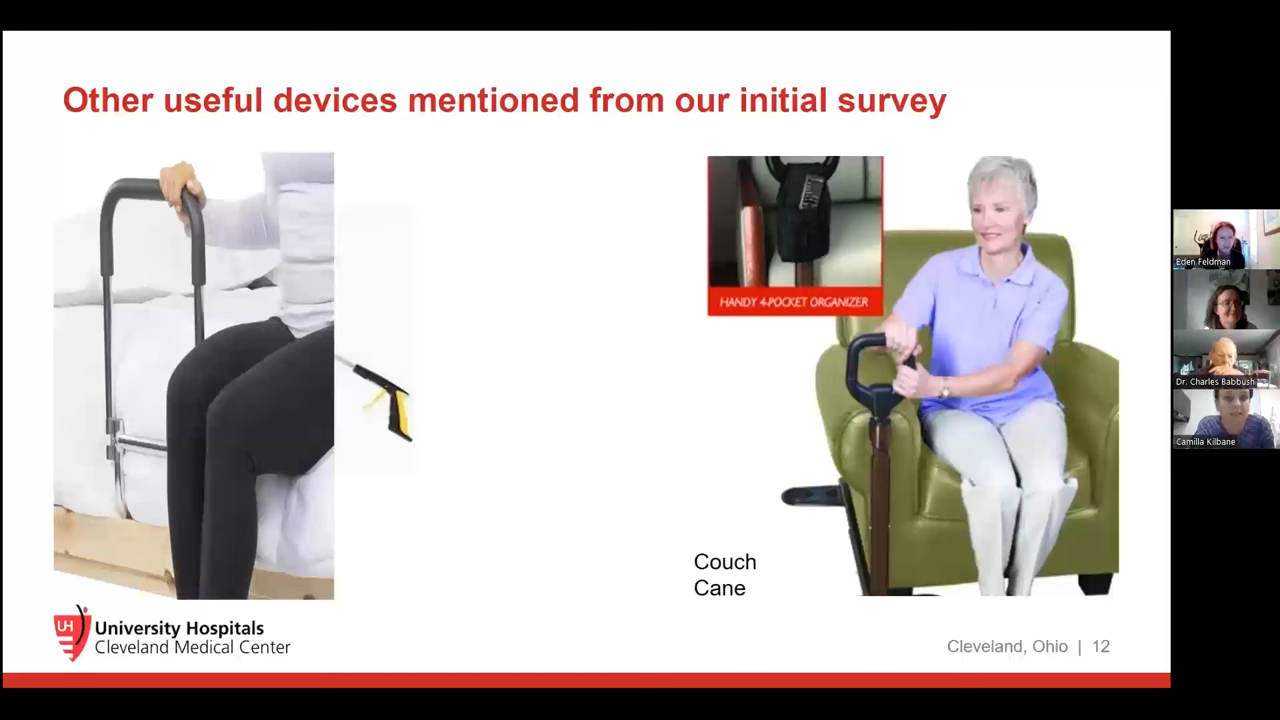 Other useful devices mentioned from our initial survey
HANDY 4-POCKET ORGANIZER
Couch
Cane
UH
University Hospitals
Cleveland Medical Center
Cleveland, Ohio | 12
Eden Feldman
Dr. Charles Babbush
Camilla Kilbane